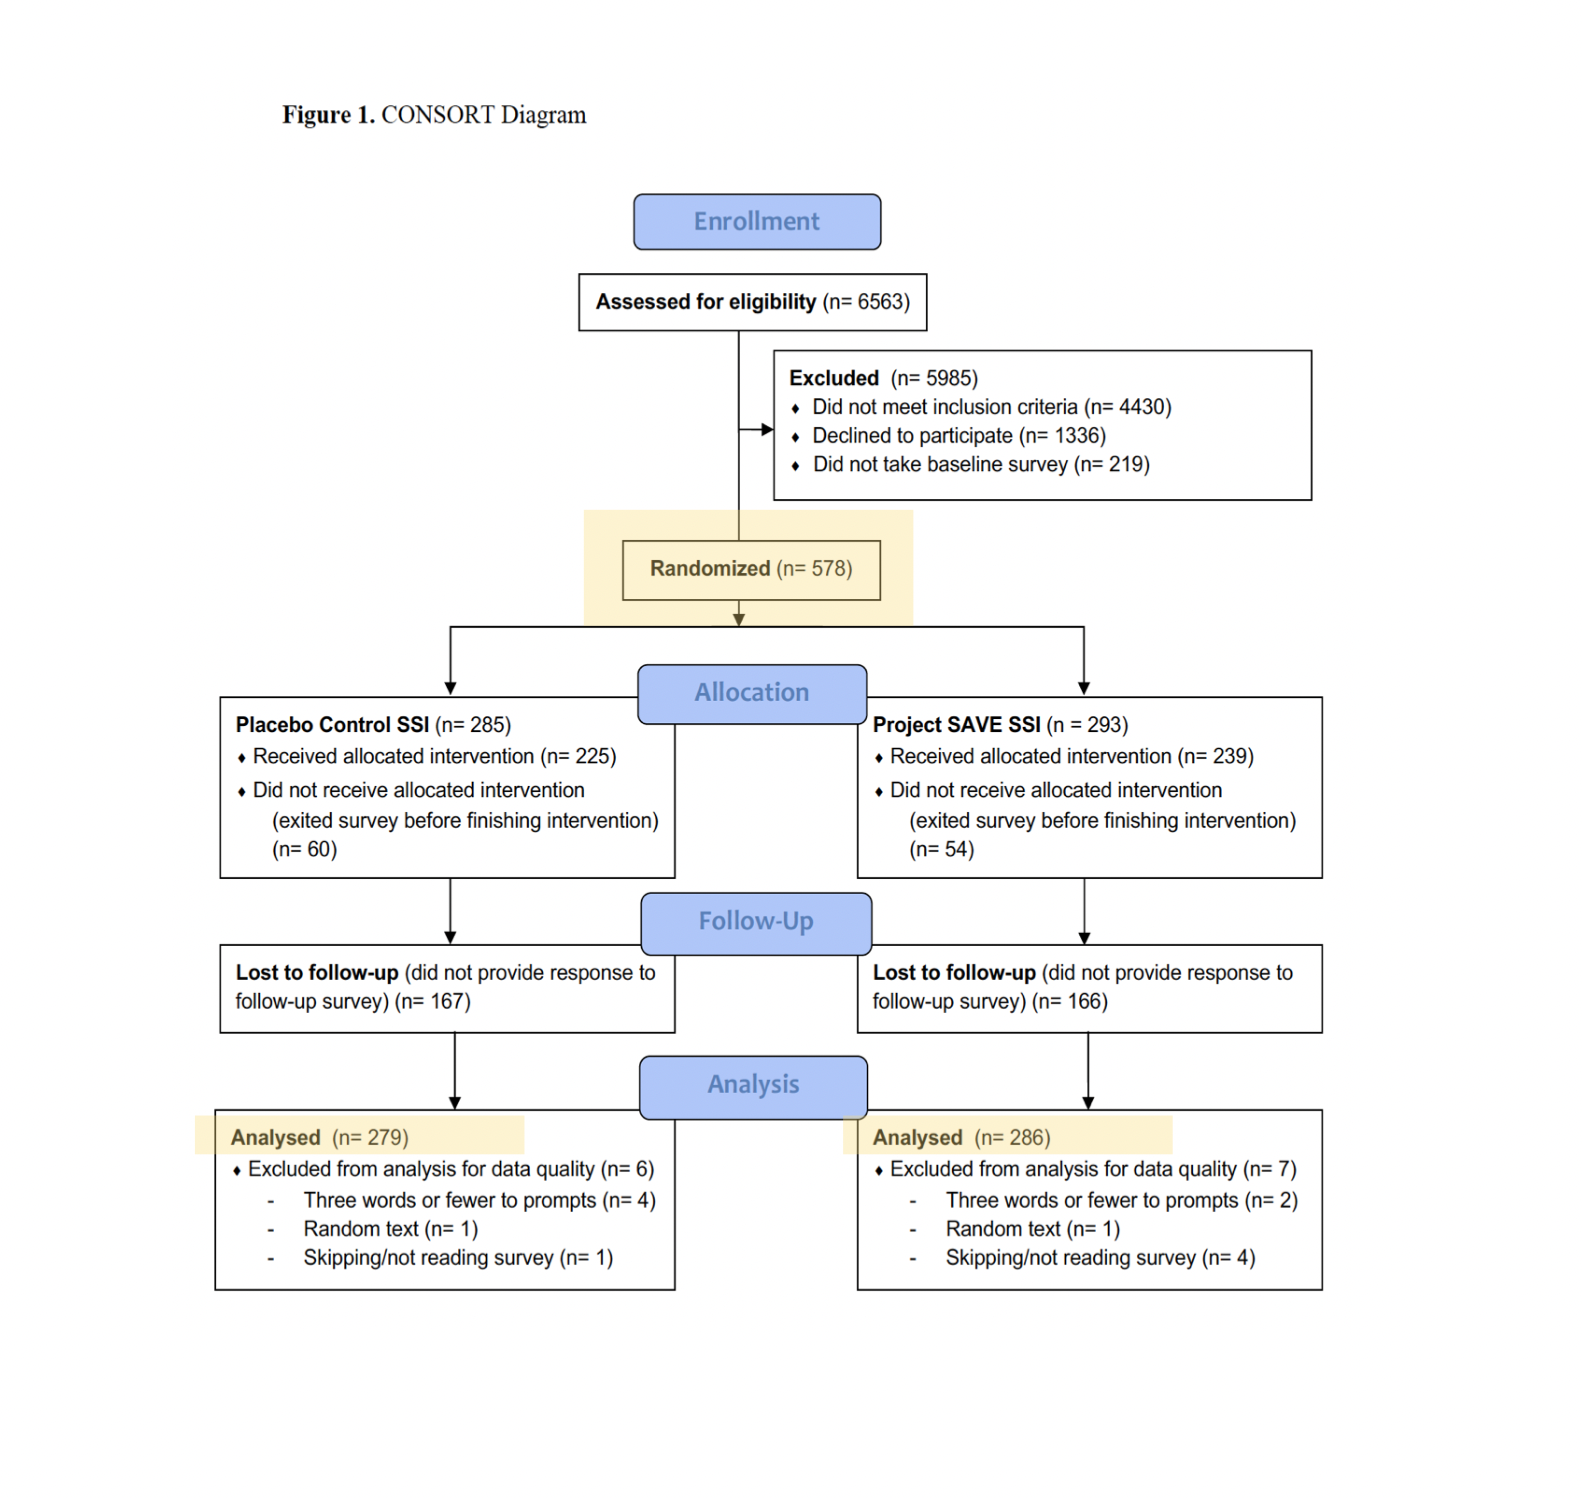 Figure 1. CONSORT Diagram
Enrollment
Assessed for eligibility (n= 6563)
Excluded (n= 5985)
♦ Did not meet inclusion criteria (n= 4430)
♦ Declined to participate (n= 1336)
♦ Did not take baseline survey (n= 219)
Randomized (n= 578)
Allocation
Placebo Control SSI (n= 285)
♦ Received allocated intervention (n= 225)
♦ Did not receive allocated intervention
(exited survey before finishing intervention)
(n= 60)
Project SAVE SSI (n = 293)
♦ Received allocated intervention (n= 239)
♦ Did not receive allocated intervention
(exited survey before finishing intervention)
(n= 54)
Follow-Up
Lost to follow-up (did not provide response to
follow-up survey) (n= 167)
Lost to follow-up (did not provide response to
follow-up survey) (n= 166)
Analysis
Analysed (n= 279)
♦ Excluded from analysis for data quality (n= 6)
- Three words or fewer to prompts (n= 4)
- Random text (n= 1)
- Skipping/not reading survey (n= 1)
Analysed (n= 286)
♦ Excluded from analysis for data quality (n= 7)
- Three words or fewer to prompts (n= 2)
- Random text (n= 1)
- Skipping/not reading survey (n= 4)